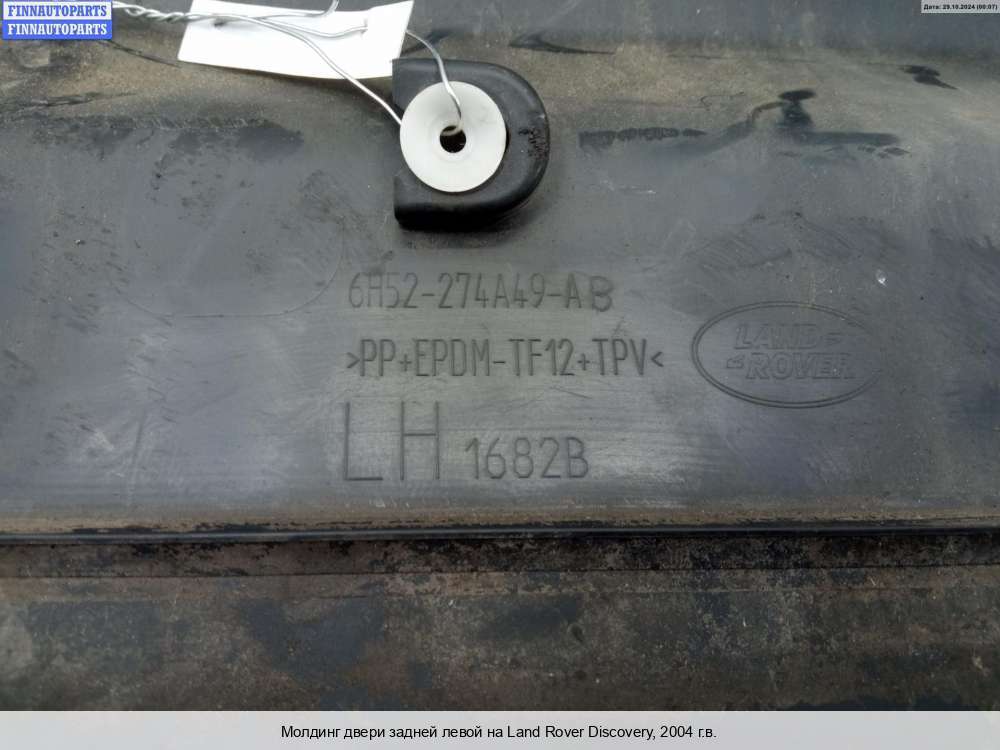 FINNAUTOPARTS
FINNAUTOPARTS
Дата: 29.10.2024 (00:07)
6H52-274A49-AB
>PP+EPDM-TF12+TPV<
LAND
ROVER
LH 1682B
Молдинг двери задней левой на Land Rover Discovery, 2004 г.в.